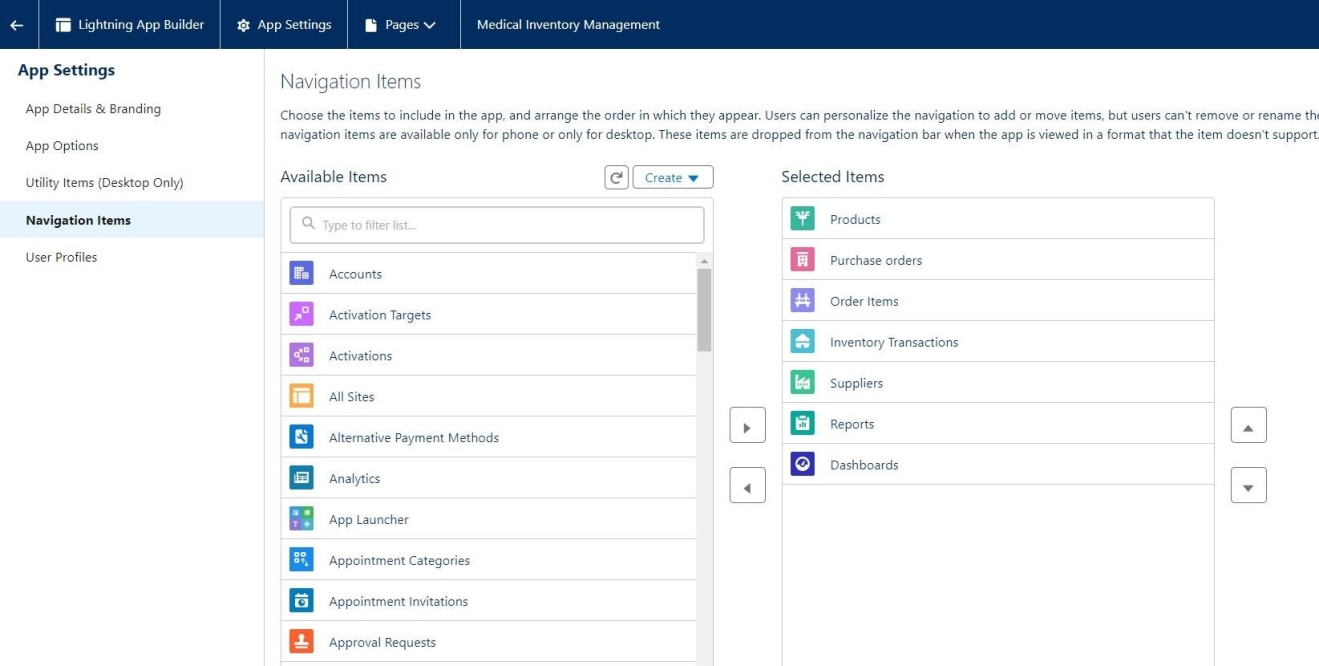 Lightning App Builder
App Settings
Pages
Medical Inventory Management
App Settings
App Details & Branding
App Options
Utility Items (Desktop Only)
Navigation Items
User Profiles
Navigation Items
Choose the items to include in the app, and arrange the order in which they appear. Users can personalize the navigation to add or move items, but users can't remove or rename the
navigation items are available only for phone or only for desktop. These items are dropped from the navigation bar when the app is viewed in a format that the item doesn't support.
Available Items
Create
Type to filter list...
Accounts
Activation Targets
Activations
All Sites
Alternative Payment Methods
Analytics
App Launcher
Appointment Categories
Appointment Invitations
Approval Requests
Selected Items
Products
Purchase orders
Order Items
Inventory Transactions
Suppliers
Reports
Dashboards